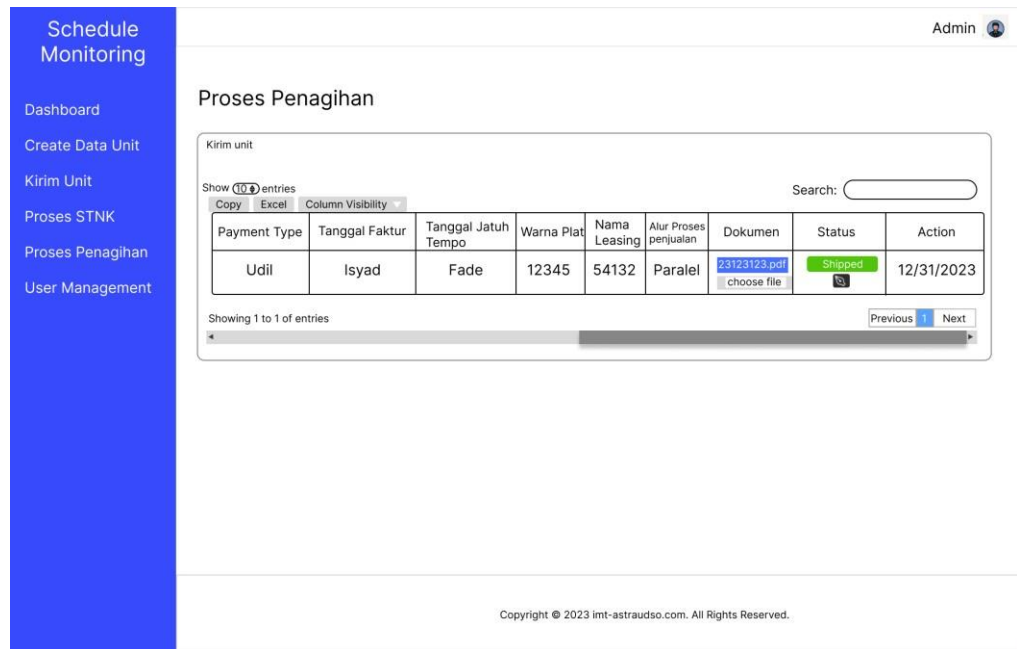 Schedule
Monitoring
Admin
Dashboard
Create Data Unit
Kirim Unit
Proses STNK
Proses Penagihan
User Management
Proses Penagihan
Kirim unit
Show 10 entries
Search:
Copy Excel Column Visibility
Payment Type Tanggal Faktur Tanggal Jatuh Tempo Warna Plat Nama Leasing Alur Proses penjualan Dokumen Status Action
Udil Isyad Fade 12345 54132 Paralel 23123123.pdf Shipped 12/31/2023
choose file
Showing 1 to 1 of entries
Previous 1 Next
Copyright © 2023 imt-astraudso.com. All Rights Reserved.